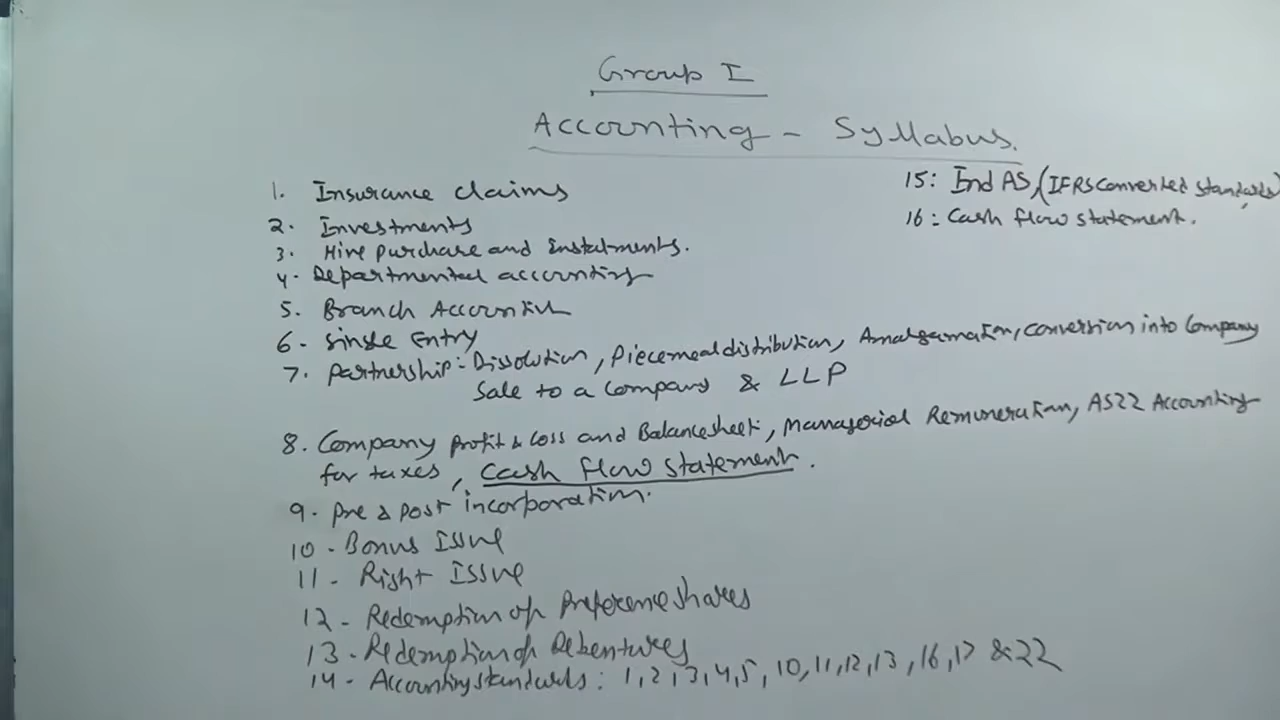 Group I
Accounting - Syllabus.
1. Insurance claims
2. Investments
3. Hire purchase and Instalments.
4. Departmental accounting
5. Branch Accounting
6. Single Entry
7. Partnership: Dissolution, Piecemeal distribution, Amalgamation, conversion into Company
Sale to a Company & LLP
8. Company Profit & Loss and Balancesheet, Managerial Remuneration, AS22 Accounting
for taxes, Cash flow statement.
9. Pre & post incorporation.
10. Bonus Issue
11. Right Issue
12. Redemption of Preference shares
13. Redemption of Debentures
14. Accounting standards: 1, 2, 3, 4, 5, 10, 11, 12, 13, 16, 17 & 22
15: Ind AS, (IFRS Converted standards)
16: Cash flow statement.